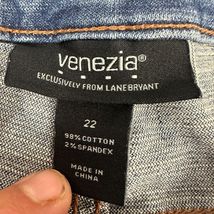 venezia®
EXCLUSIVELY FROM LANE BRYANT
22
98% COTTON
2% SPANDEX
MADE IN
CHINA